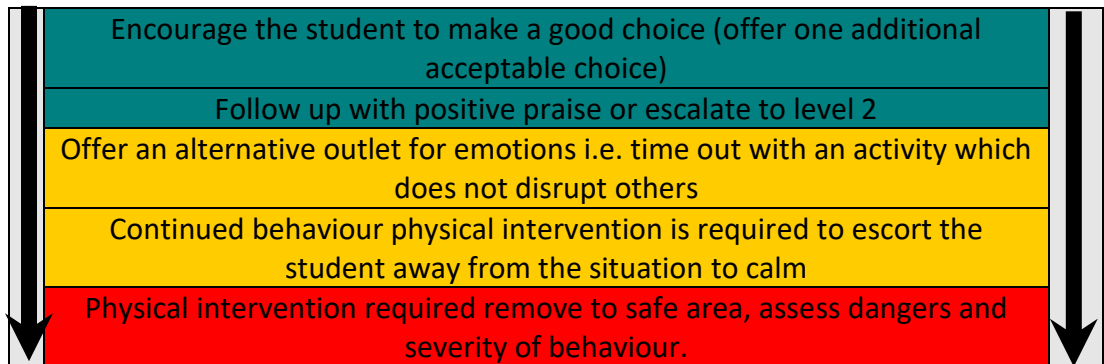 Encourage the student to make a good choice (offer one additional
acceptable choice)
Follow up with positive praise or escalate to level 2
Offer an alternative outlet for emotions i.e. time out with an activity which
does not disrupt others
Continued behaviour physical intervention is required to escort the
student away from the situation to calm
Physical intervention required remove to safe area, assess dangers and
severity of behaviour.